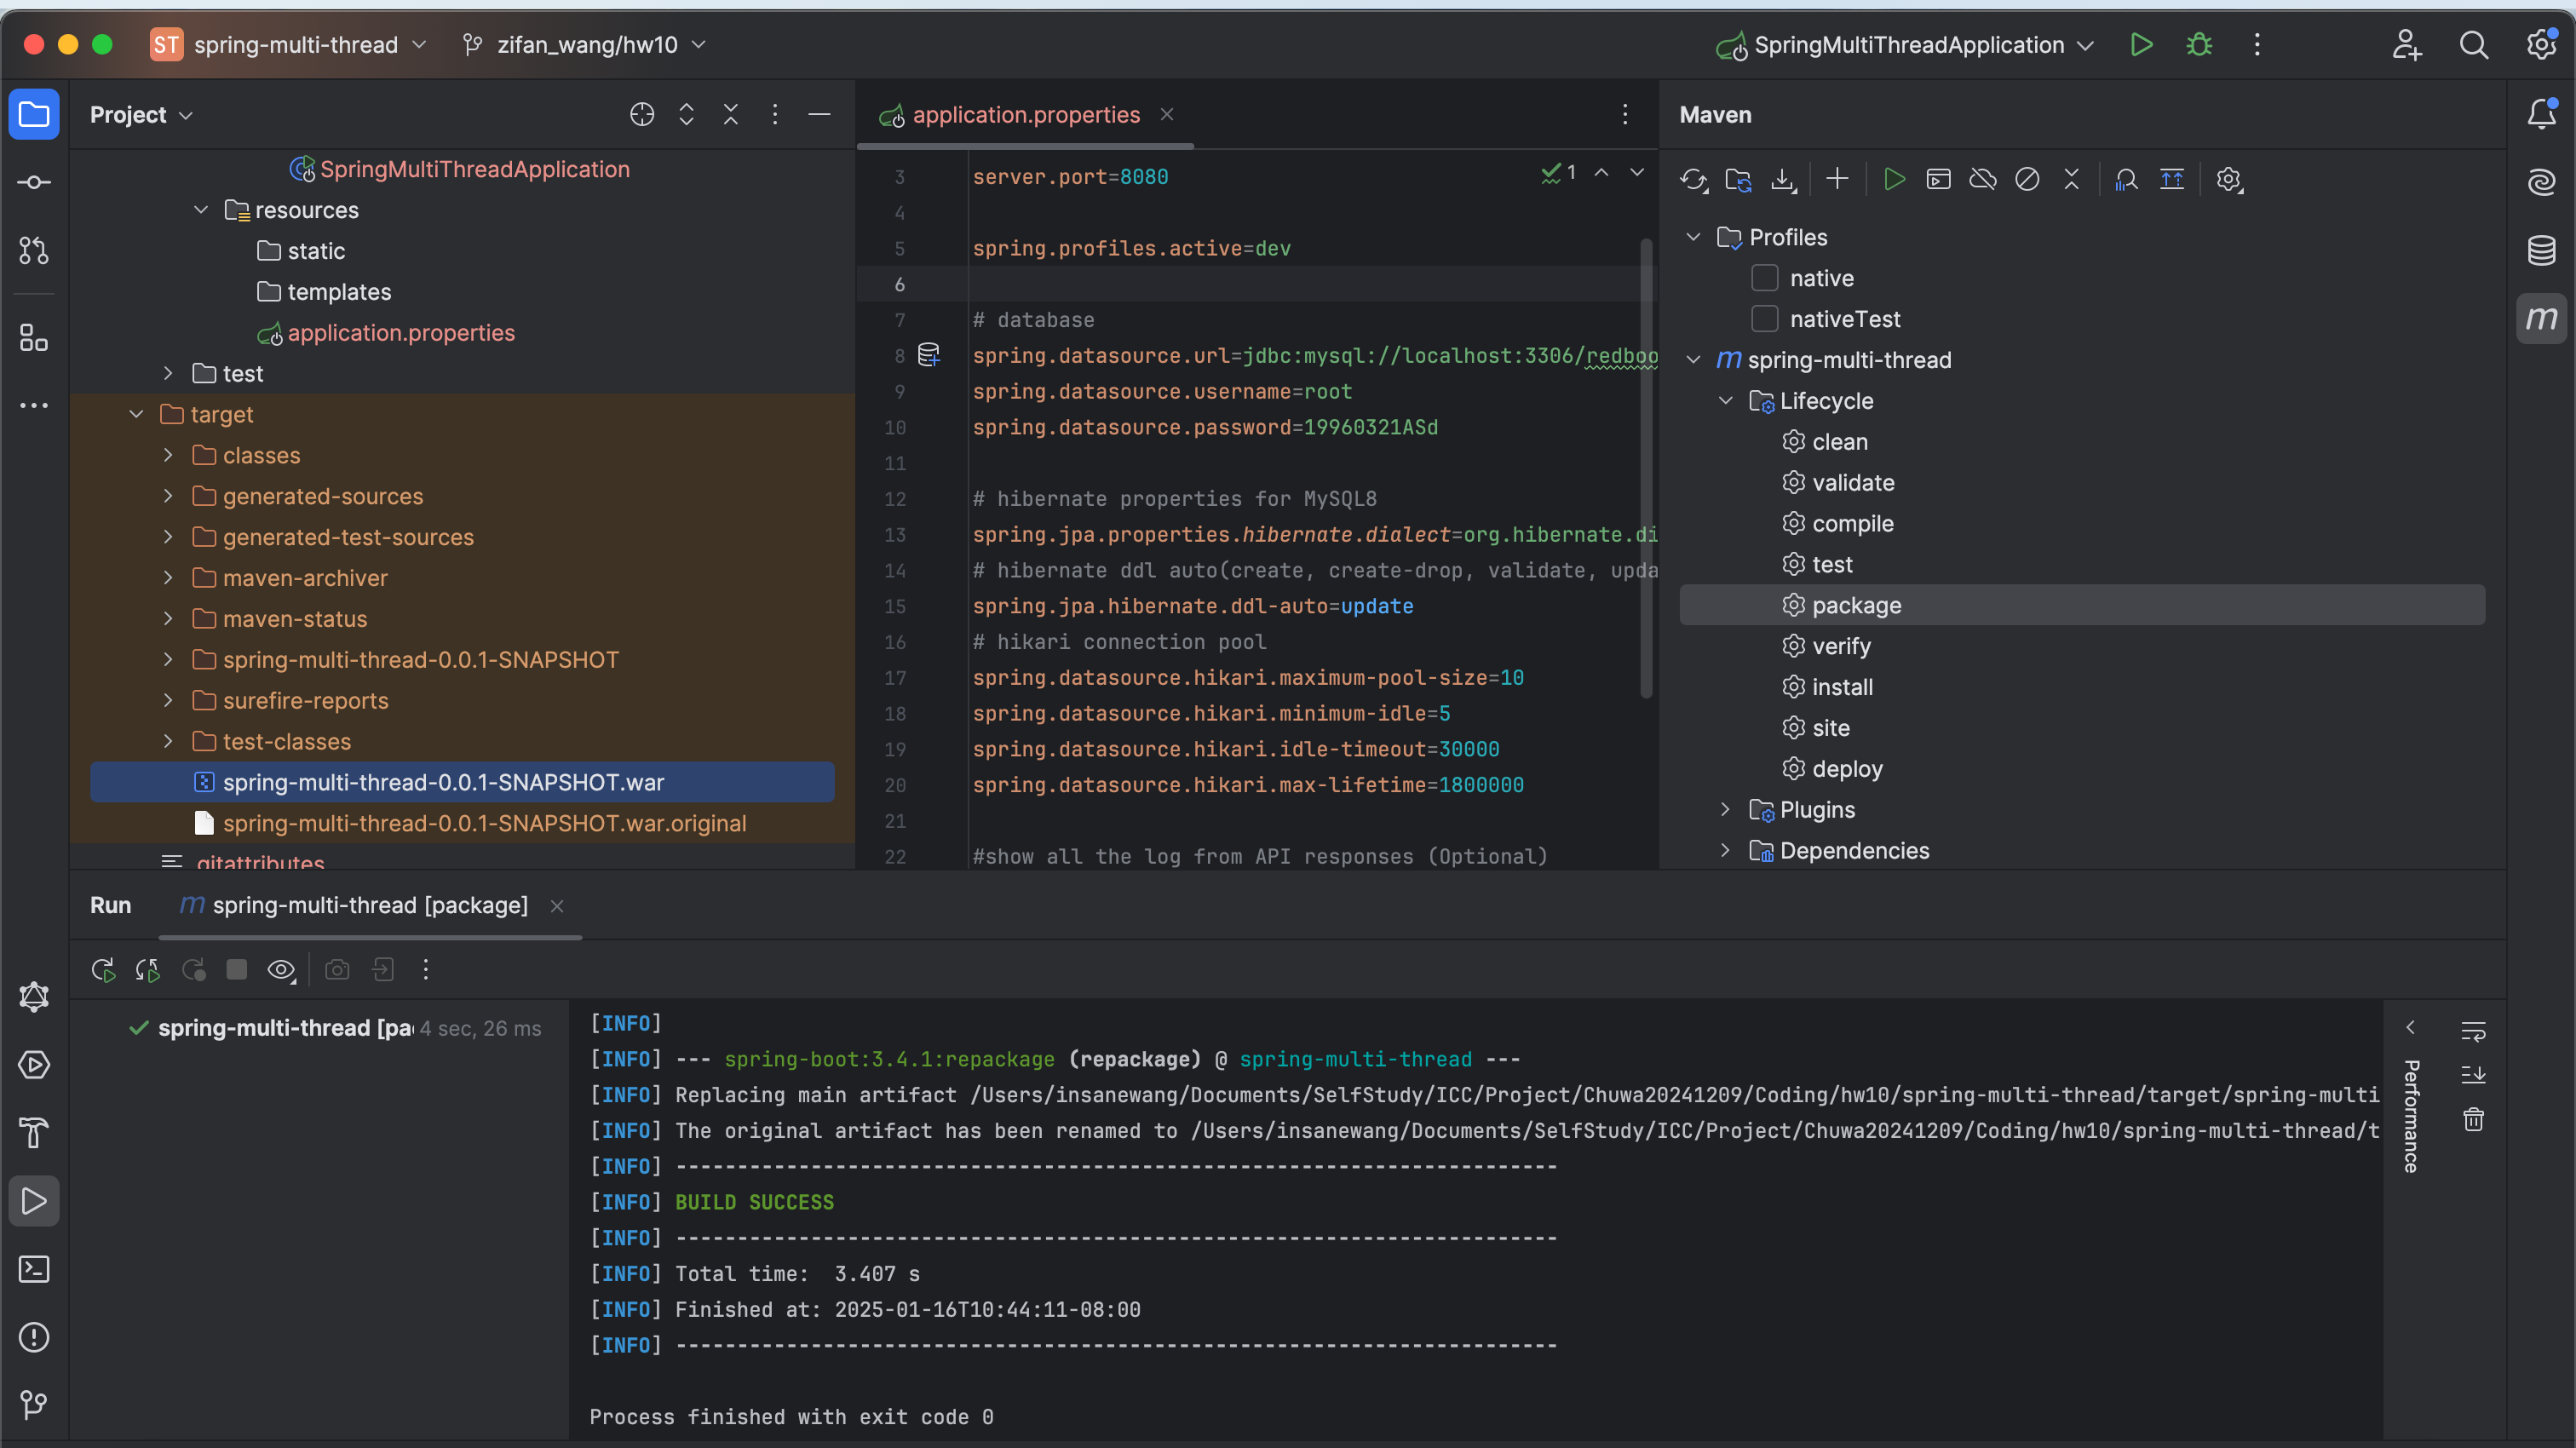 ST spring-multi-thread
zifan_wang/hw10
SpringMultiThreadApplication
Project
SpringMultiThreadApplication
resources
static
templates
application.properties
test
target
classes
generated-sources
generated-test-sources
maven-archiver
maven-status
spring-multi-thread-0.0.1-SNAPSHOT
surefire-reports
test-classes
spring-multi-thread-0.0.1-SNAPSHOT.war
spring-multi-thread-0.0.1-SNAPSHOT.war.original
.gitattributes
application.properties
1
3 server.port=8080
4
5 spring.profiles.active=dev
6
7 # database
8 spring.datasource.url=jdbc:mysql://localhost:3306/redboo
9 spring.datasource.username=root
10 spring.datasource.password=19960321ASd
11
12 # hibernate properties for MySQL8
13 spring.jpa.properties.hibernate.dialect=org.hibernate.di
14 # hibernate ddl auto(create, create-drop, validate, upda
15 spring.jpa.hibernate.ddl-auto=update
16 # hikari connection pool
17 spring.datasource.hikari.maximum-pool-size=10
18 spring.datasource.hikari.minimum-idle=5
19 spring.datasource.hikari.idle-timeout=30000
20 spring.datasource.hikari.max-lifetime=1800000
21
22 #show all the log from API responses (Optional)
Maven
Profiles
native
nativeTest
m spring-multi-thread
Lifecycle
clean
validate
compile
test
package
verify
install
site
deploy
Plugins
Dependencies
m
Run
m spring-multi-thread [package]
spring-multi-thread [pa 4 sec, 26 ms
[INFO]
[INFO] --- spring-boot:3.4.1:repackage (repackage) @ spring-multi-thread ---
[INFO] Replacing main artifact /Users/insanewang/Documents/SelfStudy/ICC/Project/Chuwa20241209/Coding/hw10/spring-multi-thread/target/spring-multi
[INFO] The original artifact has been renamed to /Users/insanewang/Documents/SelfStudy/ICC/Project/Chuwa20241209/Coding/hw10/spring-multi-thread/t
[INFO] ------------------------------------------------------------------------
[INFO] BUILD SUCCESS
[INFO] ------------------------------------------------------------------------
[INFO] Total time:  3.407 s
[INFO] Finished at: 2025-01-16T10:44:11-08:00
[INFO] ------------------------------------------------------------------------
Process finished with exit code 0
Performance